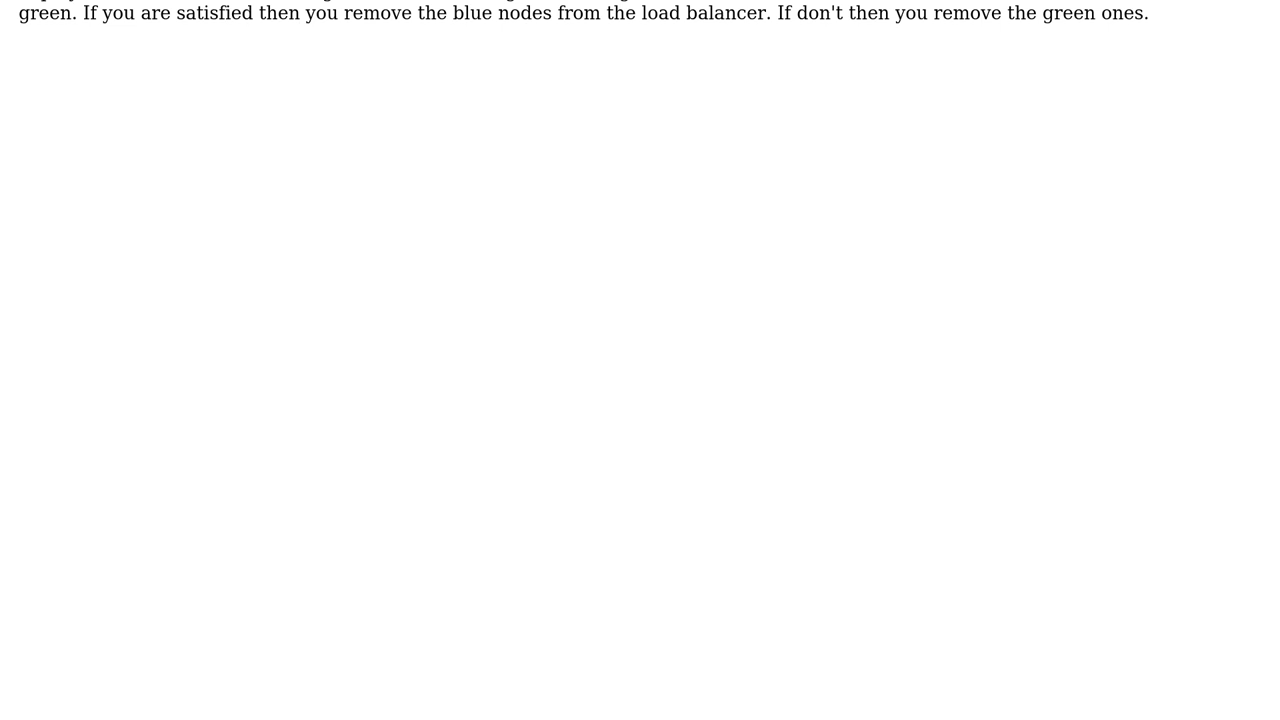 green. If you are satisfied then you remove the blue nodes from the load balancer. If don't then you remove the green ones.